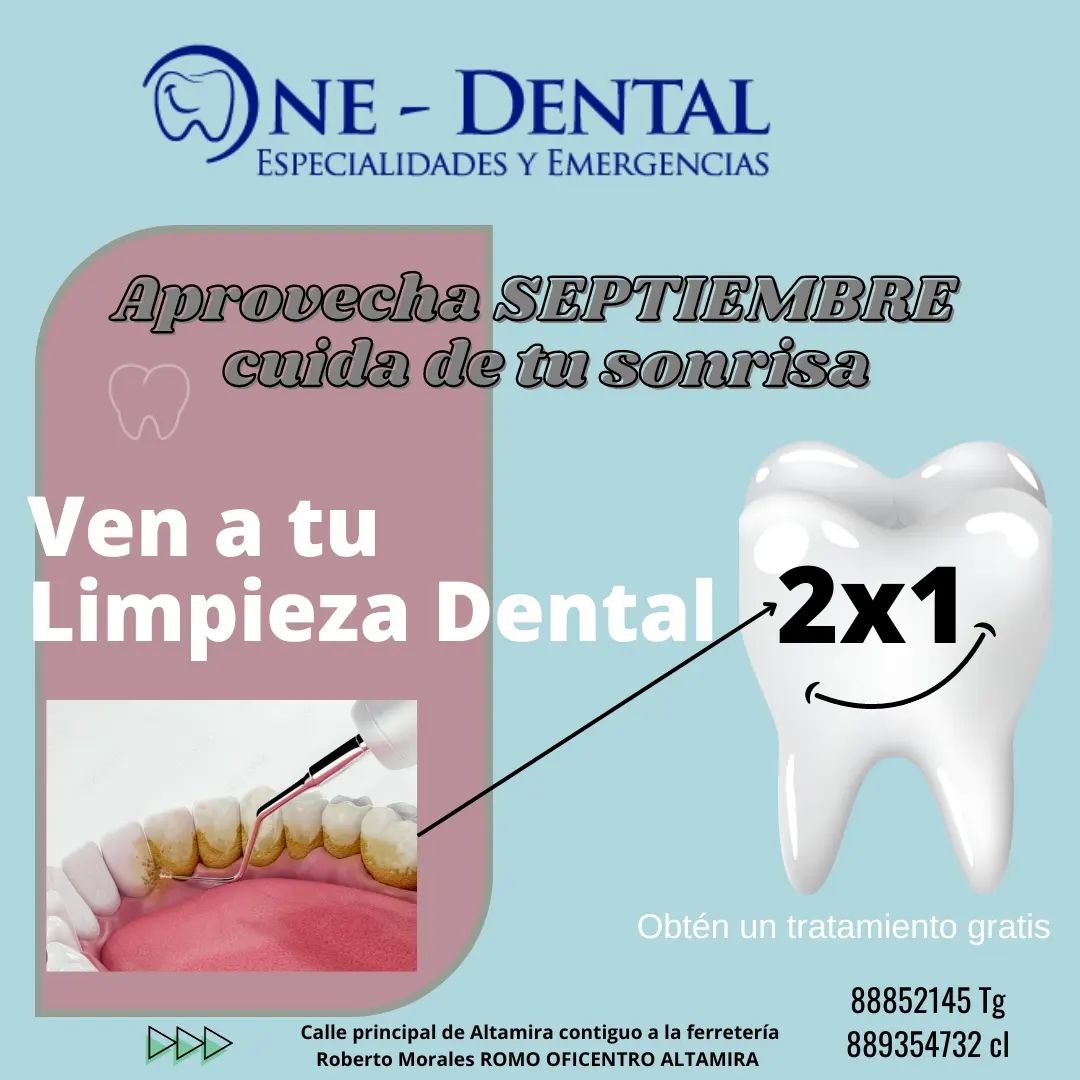 ONE - DENTAL
ESPECIALIDADES Y EMERGENCIAS
Aprovecha SEPTIEMBRE
cuida de tu sonrisa
Ven a tu
Limpieza Dental
2x1
Obtén un tratamiento gratis
88852145 Tg
889354732 cl
Calle principal de Altamira contiguo a la ferretería
Roberto Morales ROMO OFICENTRO ALTAMIRA